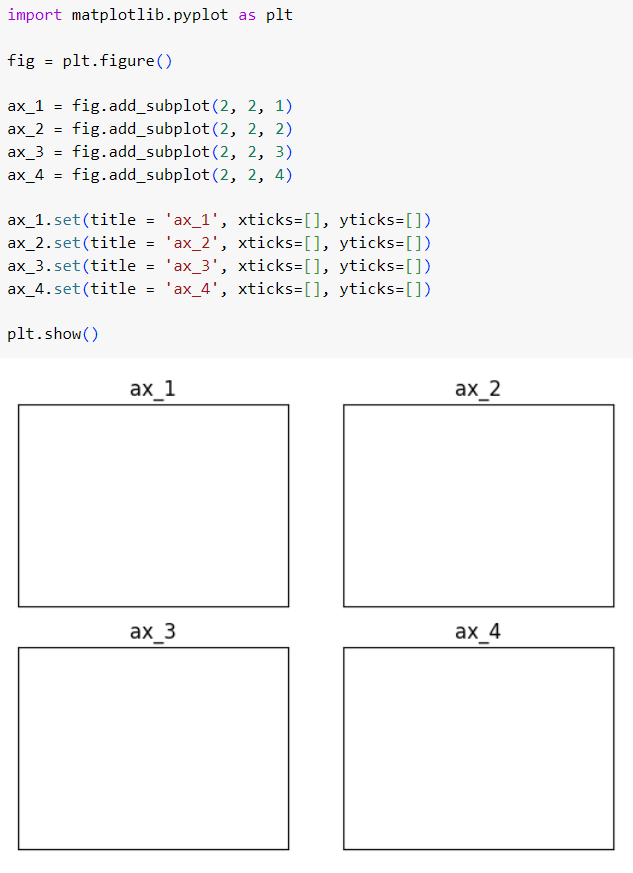 import matplotlib.pyplot as plt
fig = plt.figure()
ax_1 = fig.add_subplot(2, 2, 1)
ax_2 = fig.add_subplot(2, 2, 2)
ax_3 = fig.add_subplot(2, 2, 3)
ax_4 = fig.add_subplot(2, 2, 4)
ax_1.set(title = 'ax_1', xticks=[], yticks=[])
ax_2.set(title = 'ax_2', xticks=[], yticks=[])
ax_3.set(title = 'ax_3', xticks=[], yticks=[])
ax_4.set(title = 'ax_4', xticks=[], yticks=[])
plt.show()
ax_1
ax_2
ax_3
ax_4